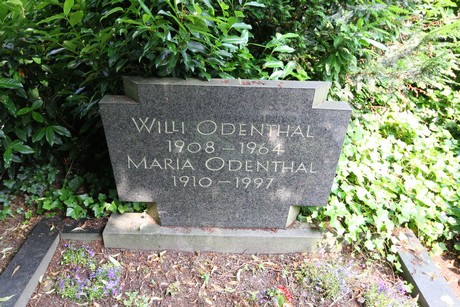 Willi Odenthal
1908 – 1964
Maria Odenthal
1910 – 1997